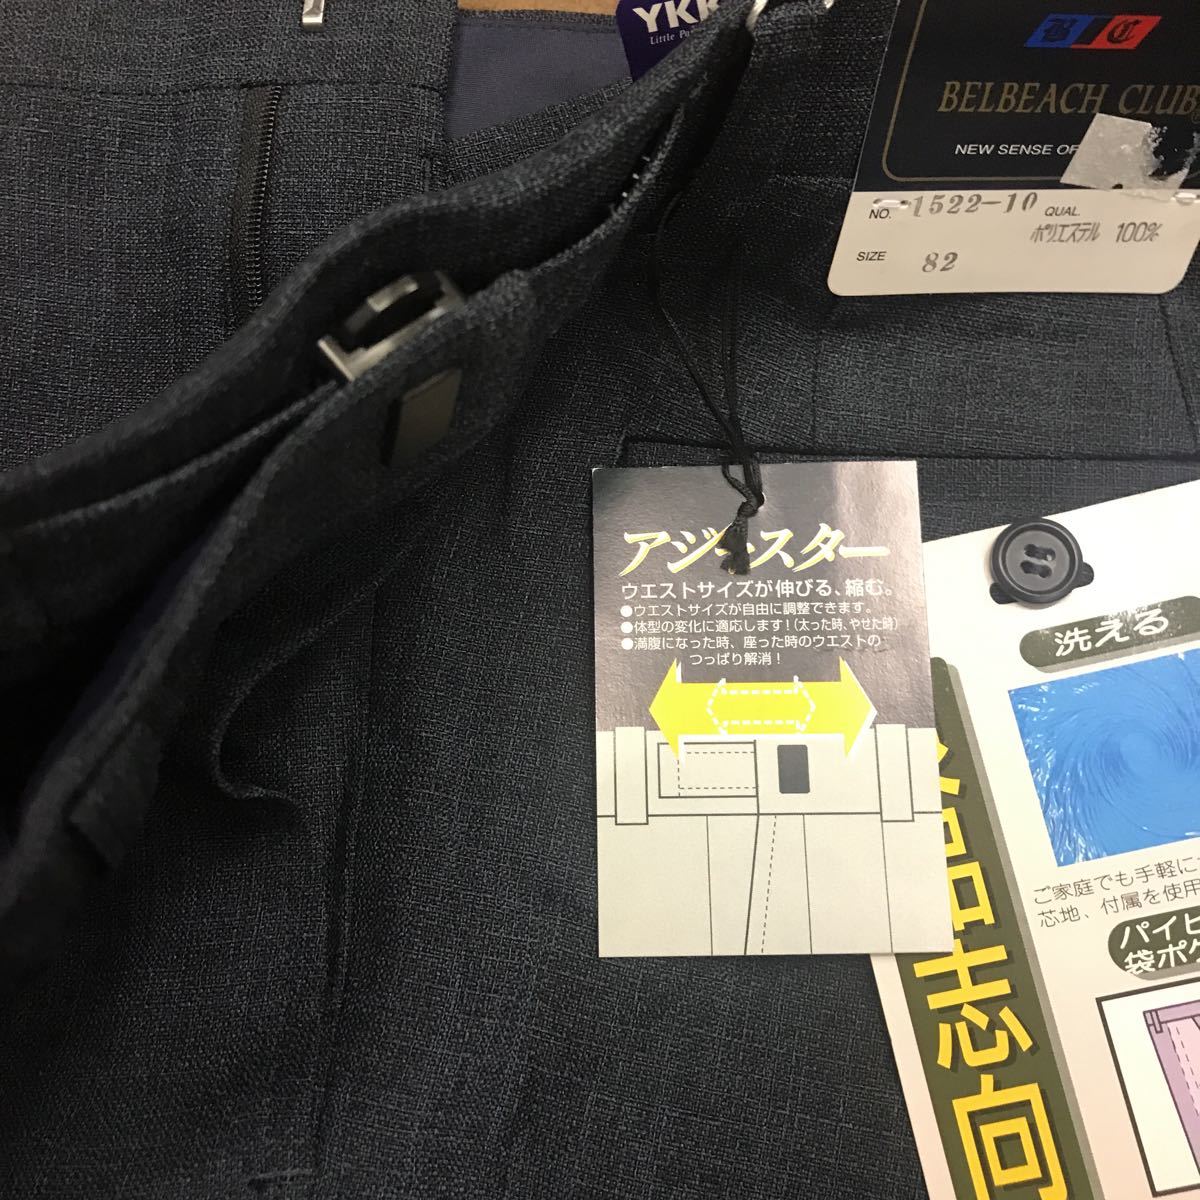 YKK
Little Pa
B C
BELBEACH CLUB
NEW SENSE OF
NO. 1522-10
QUAL.
ポリエステル 100%
SIZE 82
アジャスター
ウエストサイズが伸びる、縮む。
●ウエストサイズが自由に調整できます。
●体型の変化に適応します!(太った時、やせた時)
●満腹になった時、座った時のウエストの
つっぱり解消!
洗える
品志向
ご家庭でも手軽に
芯地、付属を使用
パイピ
袋ポケ